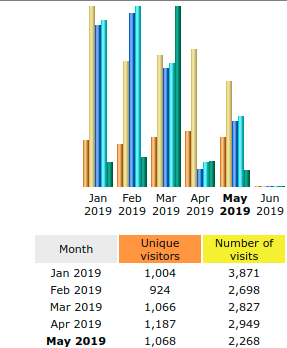 Jan Feb Mar Apr May Jun
2019 2019 2019 2019 2019 2019
Month Unique visitors Number of visits
Jan 2019 1,004 3,871
Feb 2019 924 2,698
Mar 2019 1,066 2,827
Apr 2019 1,187 2,949
May 2019 1,068 2,268